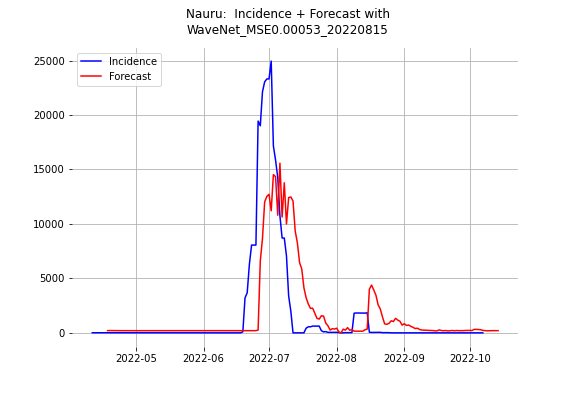 Nauru:  Incidence + Forecast with
WaveNet_MSE0.00053_20220815
Incidence
Forecast
25000
20000
15000
10000
5000
0
2022-05 2022-06 2022-07 2022-08 2022-09 2022-10